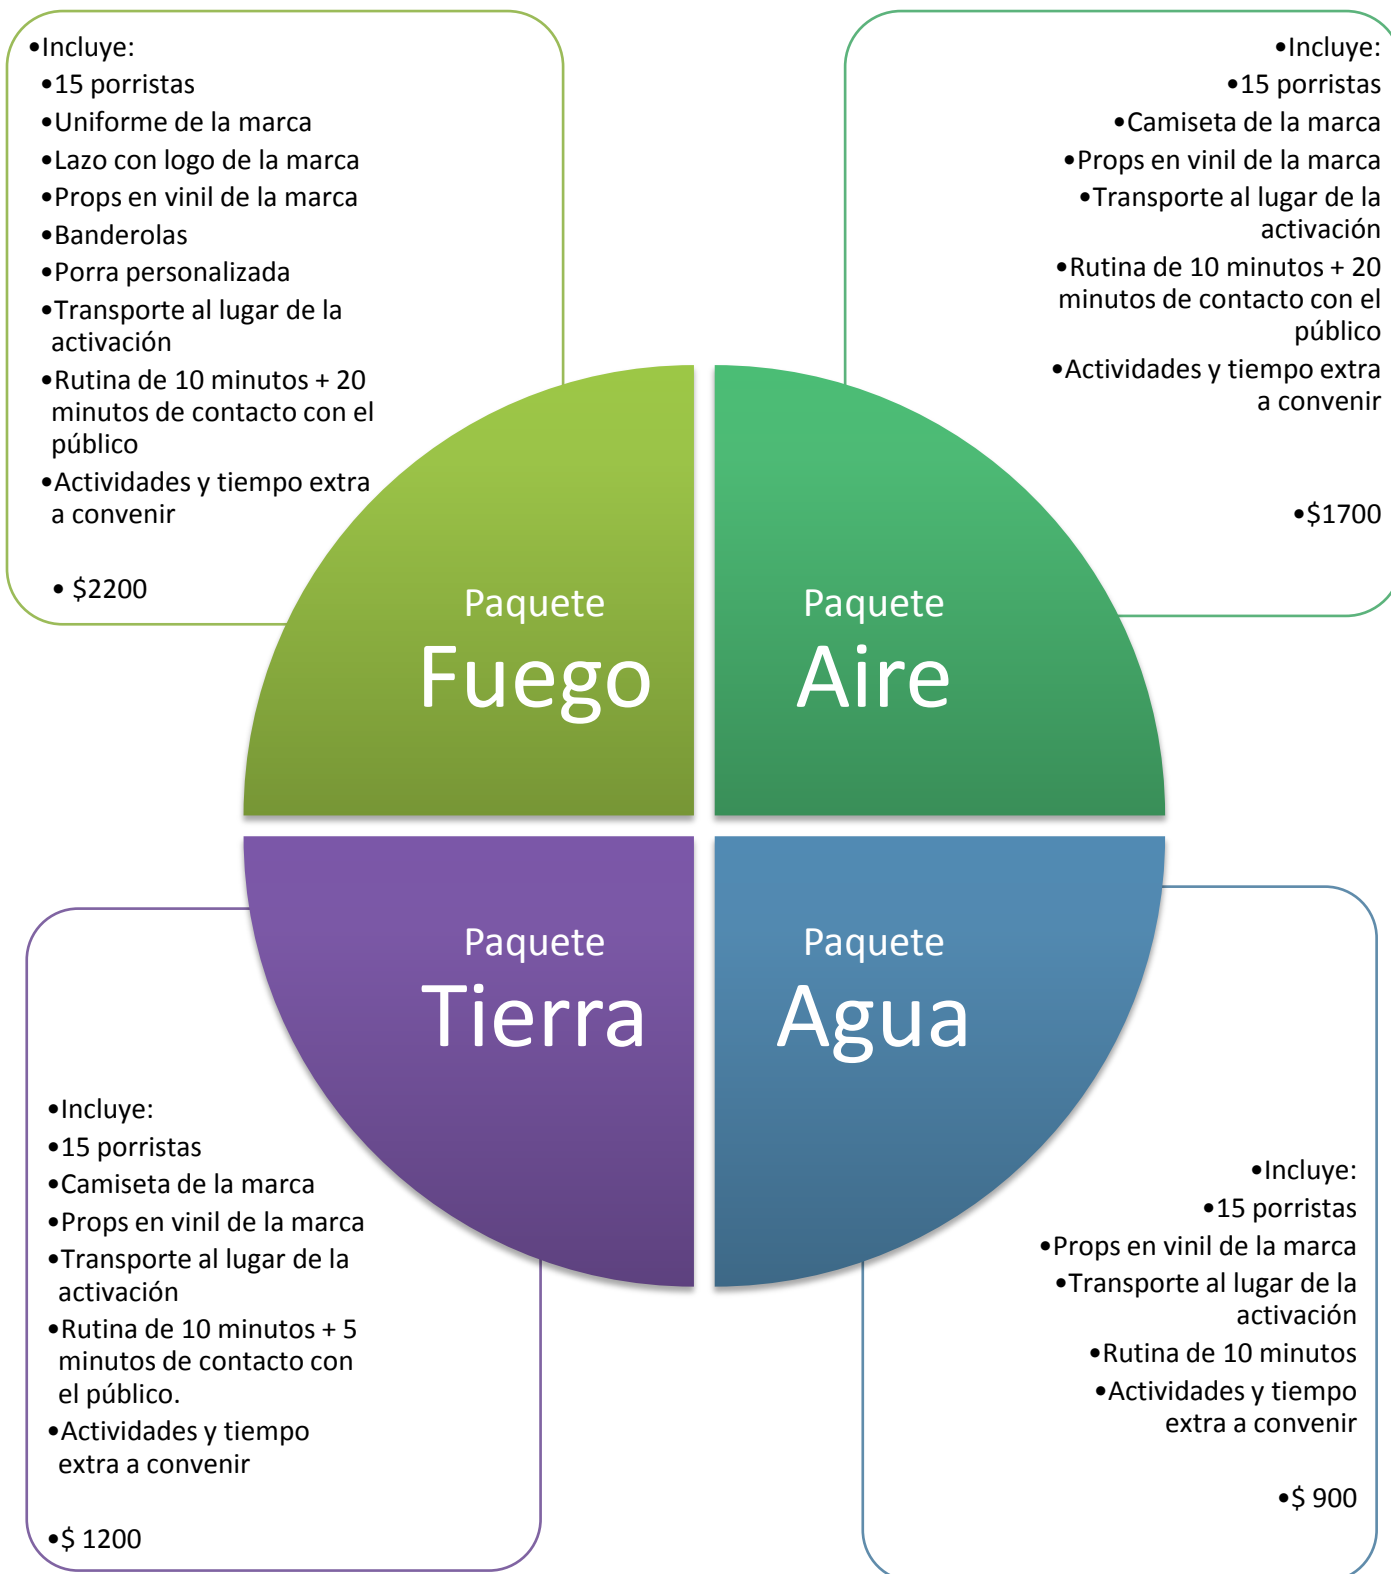 •Incluye:
•15 porristas
•Uniforme de la marca
•Lazo con logo de la marca
•Props en vinil de la marca
•Banderolas
•Porra personalizada
•Transporte al lugar de la
activación
•Rutina de 10 minutos + 20
minutos de contacto con el
público
•Actividades y tiempo extra
a convenir
• $2200
•Incluye:
•15 porristas
•Camiseta de la marca
•Props en vinil de la marca
•Transporte al lugar de la
activación
•Rutina de 10 minutos + 20
minutos de contacto con el
público
•Actividades y tiempo extra
a convenir
•$1700
Paquete
Fuego
Paquete
Aire
Paquete
Tierra
Paquete
Agua
•Incluye:
•15 porristas
•Camiseta de la marca
•Props en vinil de la marca
•Transporte al lugar de la
activación
•Rutina de 10 minutos + 5
minutos de contacto con
el público.
•Actividades y tiempo
extra a convenir
•$ 1200
•Incluye:
•15 porristas
•Props en vinil de la marca
•Transporte al lugar de la
activación
•Rutina de 10 minutos
•Actividades y tiempo
extra a convenir
•$ 900